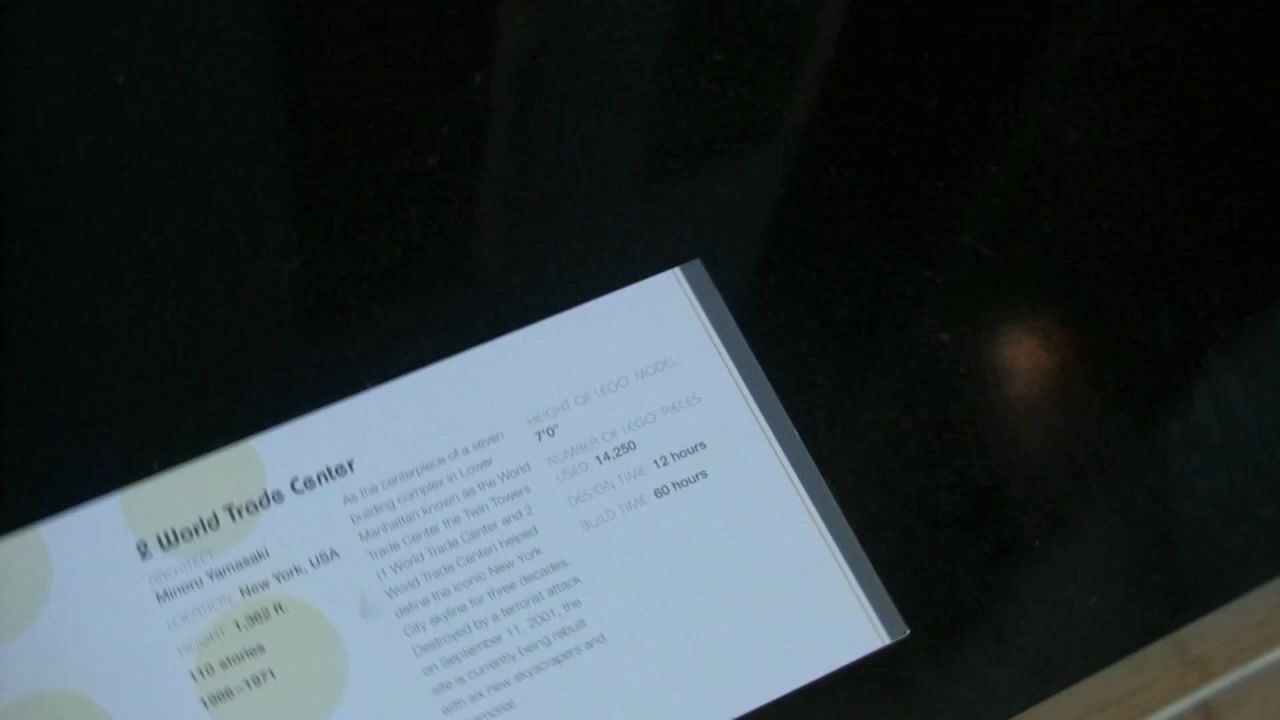 2 World Trade Center
ARCHITECT:
Minoru Yamasaki
LOCATION: New York, USA
HEIGHT: 1,362 ft.
110 stories
1966–1971
As the centerpiece of a seven
building complex in Lower
Manhattan known as the World
Trade Center the Twin Towers
(1 World Trade Center and 2
World Trade Center) helped
define the iconic New York
City skyline for three decades.
Destroyed by a terrorist attack
on September 11, 2001, the
site is currently being rebuilt
with six new skyscrapers and
HEIGHT OF LEGO MODEL:
7'0"
NUMBER OF LEGO PIECES
USED: 14,250
DESIGN TIME: 12 hours
BUILD TIME: 60 hours